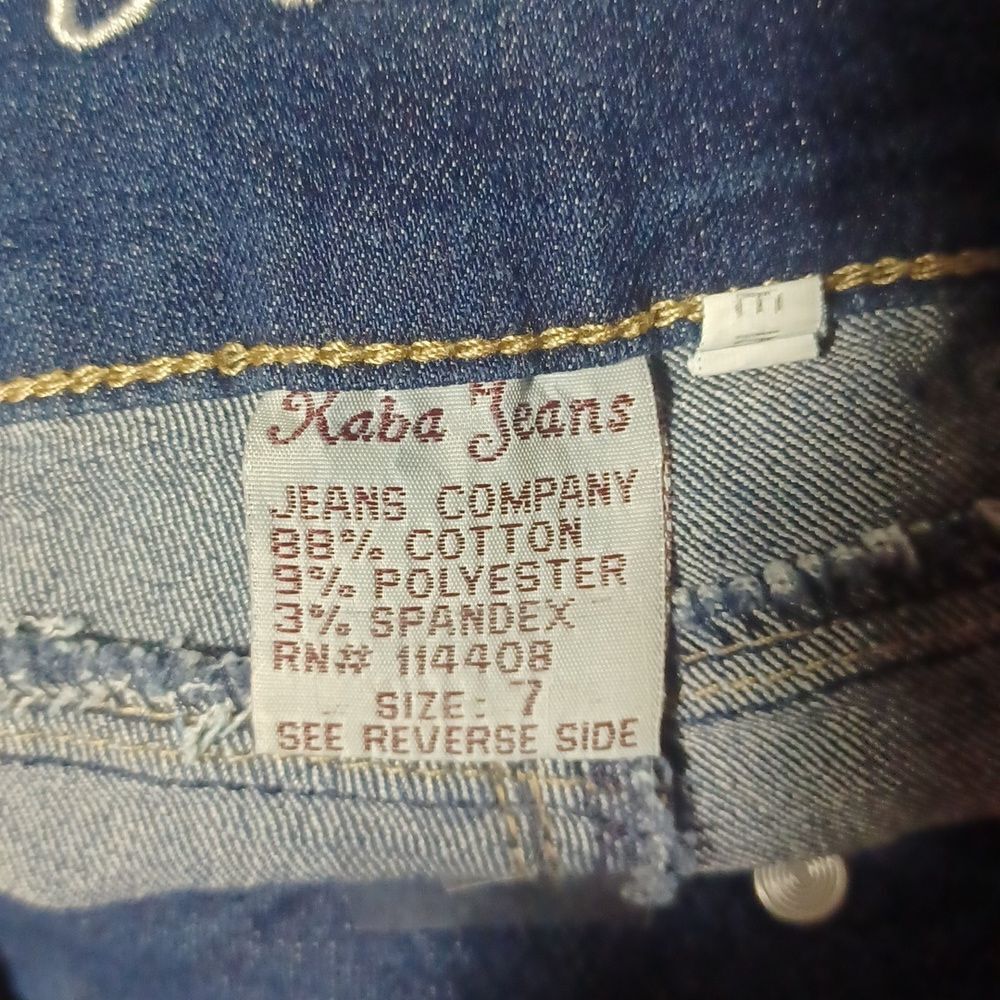 Kaba Jeans
JEANS COMPANY
88% COTTON
9% POLYESTER
3% SPANDEX
RN# 114408
SIZE: 7
SEE REVERSE SIDE